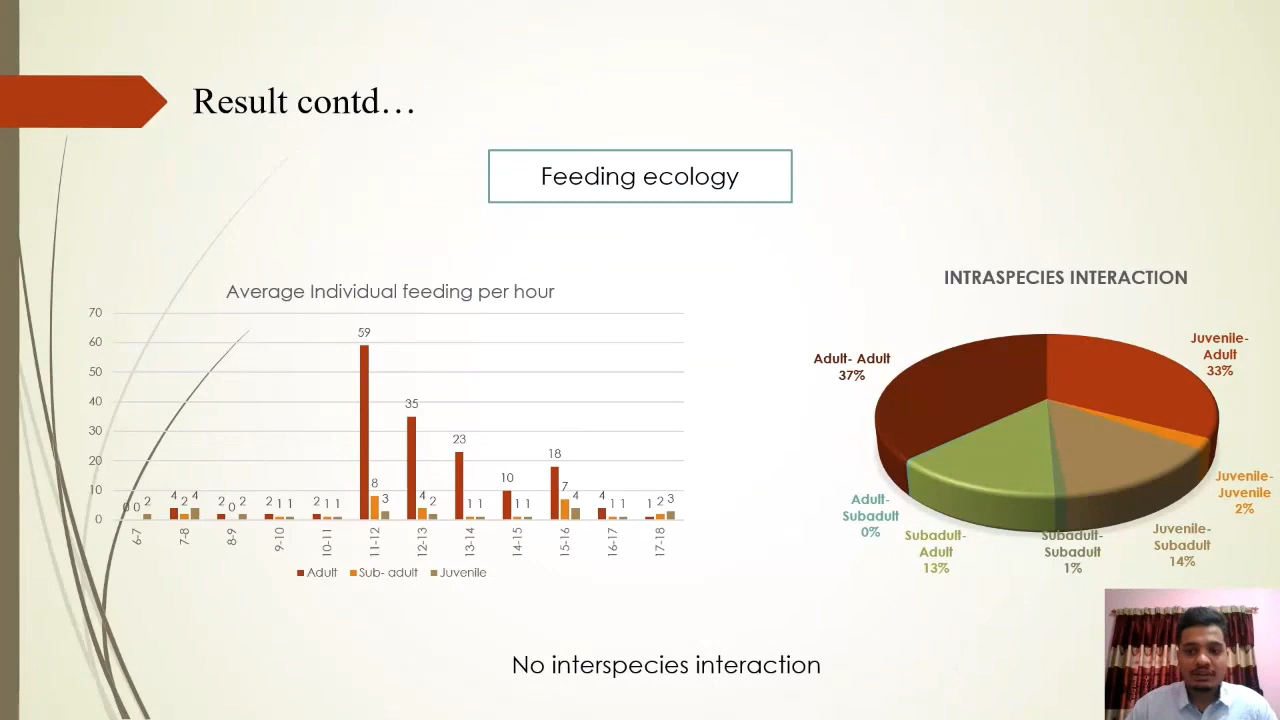 Result contd…
Feeding ecology
Average Individual feeding per hour
70
60
50
40
30
20
10
0
0 0 2
4 2 4
2 0 2
2 1 1
2 1 1
59 8 3
35 4 2
23 1 1
10 1 1
18 7 4
4 1 1
1 2 3
6-7 7-8 8-9 9-10 10-11 11-12 12-13 13-14 14-15 15-16 16-17 17-18
Adult Sub- adult Juvenile
INTRASPECIES INTERACTION
Adult- Adult
37%
Juvenile-
Adult
33%
Juvenile-
Juvenile
2%
Juvenile-
Subadult
14%
Subadult-
Subadult
1%
Subadult-
Adult
13%
Adult-
Subadult
0%
No interspecies interaction